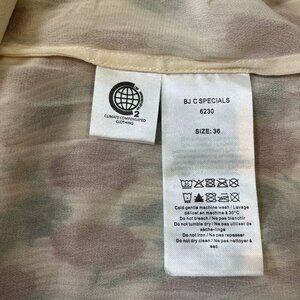 2
CLIMATE COMPENSATED
CLOTHING
BJ C SPECIALS
6230
SIZE: 36
Cold gentle machine wash / Lavage
délicat en machine à 30°C
Do not bleach / Ne pas blanchir
Do not tumble dry / Ne pas utiliser de
sèche-linge
Do not iron / Ne pas repasser
Do not dry clean / Ne pas nettoyer à
sec